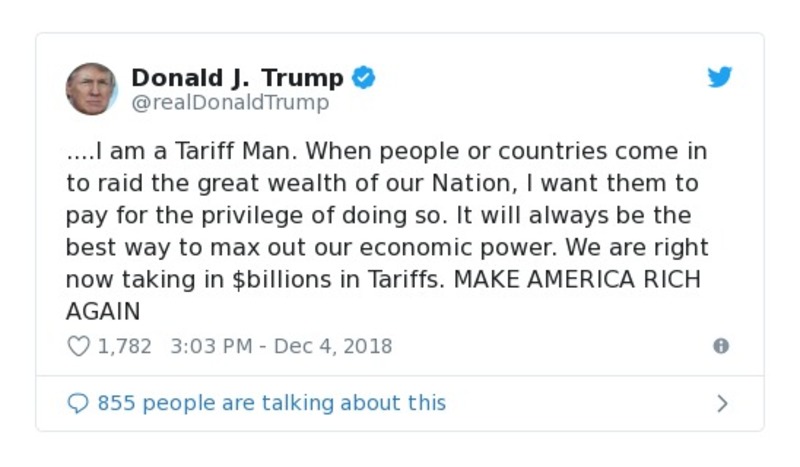 Donald J. Trump
@realDonaldTrump
....I am a Tariff Man. When people or countries come in
to raid the great wealth of our Nation, I want them to
pay for the privilege of doing so. It will always be the
best way to max out our economic power. We are right
now taking in $billions in Tariffs. MAKE AMERICA RICH
AGAIN
1,782 3:03 PM - Dec 4, 2018
855 people are talking about this